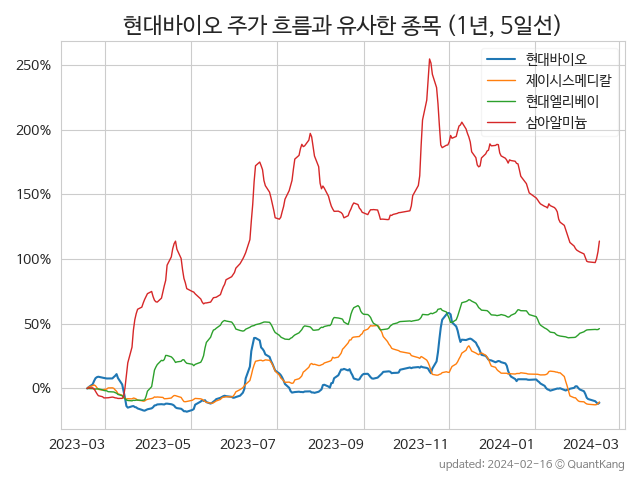 현대바이오 주가 흐름과 유사한 종목 (1년, 5일선)
현대바이오
제이시스메디칼
현대엘리베이
삼아알미늄
250%
200%
150%
100%
50%
0%
2023-03 2023-05 2023-07 2023-09 2023-11 2024-01 2024-03
updated: 2024-02-16 © QuantKang